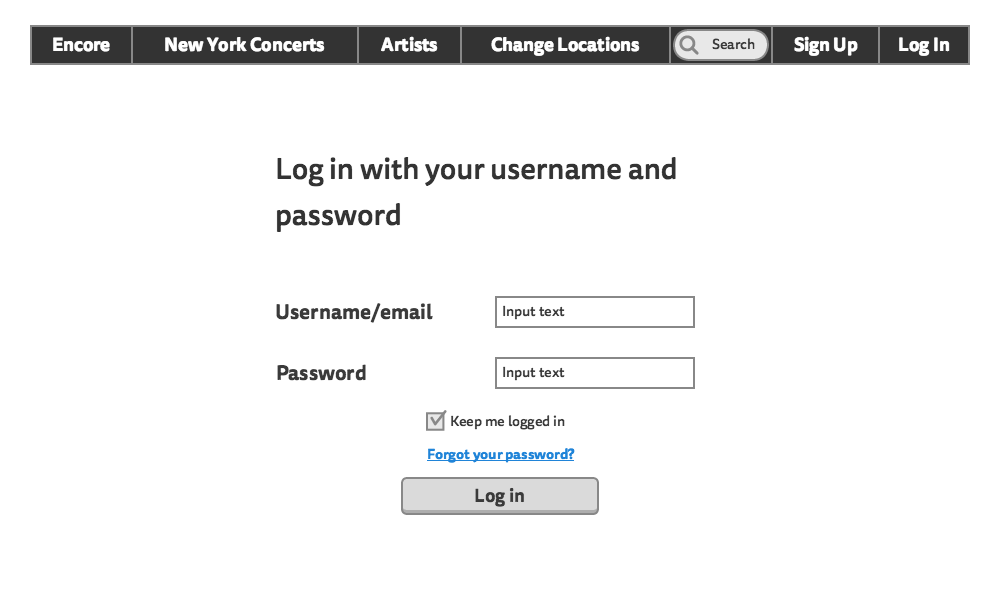 Encore New York Concerts Artists Change Locations Search Sign Up Log In
Log in with your username and
password
Username/email Input text
Password Input text
Keep me logged in
Forgot your password?
Log in